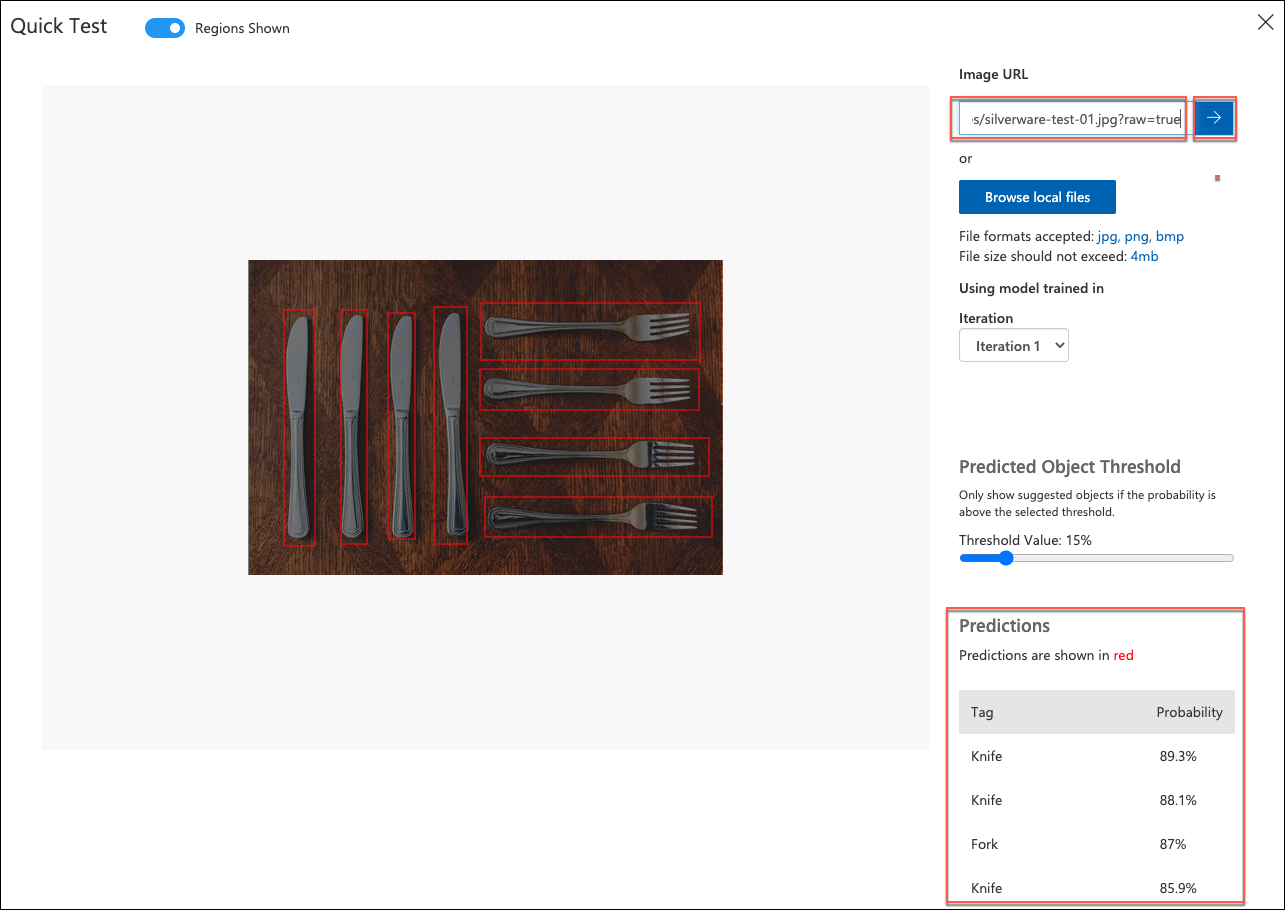 Quick Test
Regions Shown
Image URL
s/silverware-test-01.jpg?raw=true
or
Browse local files
File formats accepted: jpg, png, bmp
File size should not exceed: 4mb
Using model trained in
Iteration
Iteration 1
Predicted Object Threshold
Only show suggested objects if the probability is
above the selected threshold.
Threshold Value: 15%
Predictions
Predictions are shown in red
Tag Probability
Knife 89.3%
Knife 88.1%
Fork 87%
Knife 85.9%